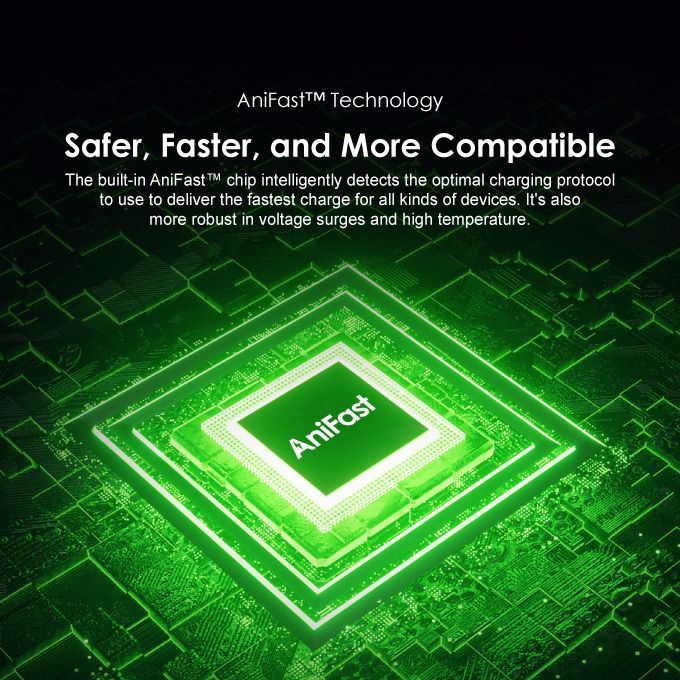 AniFast™ Technology
Safer, Faster, and More Compatible
The built-in AniFast™ chip intelligently detects the optimal charging protocol
to use to deliver the fastest charge for all kinds of devices. It's also
more robust in voltage surges and high temperature.
AniFast